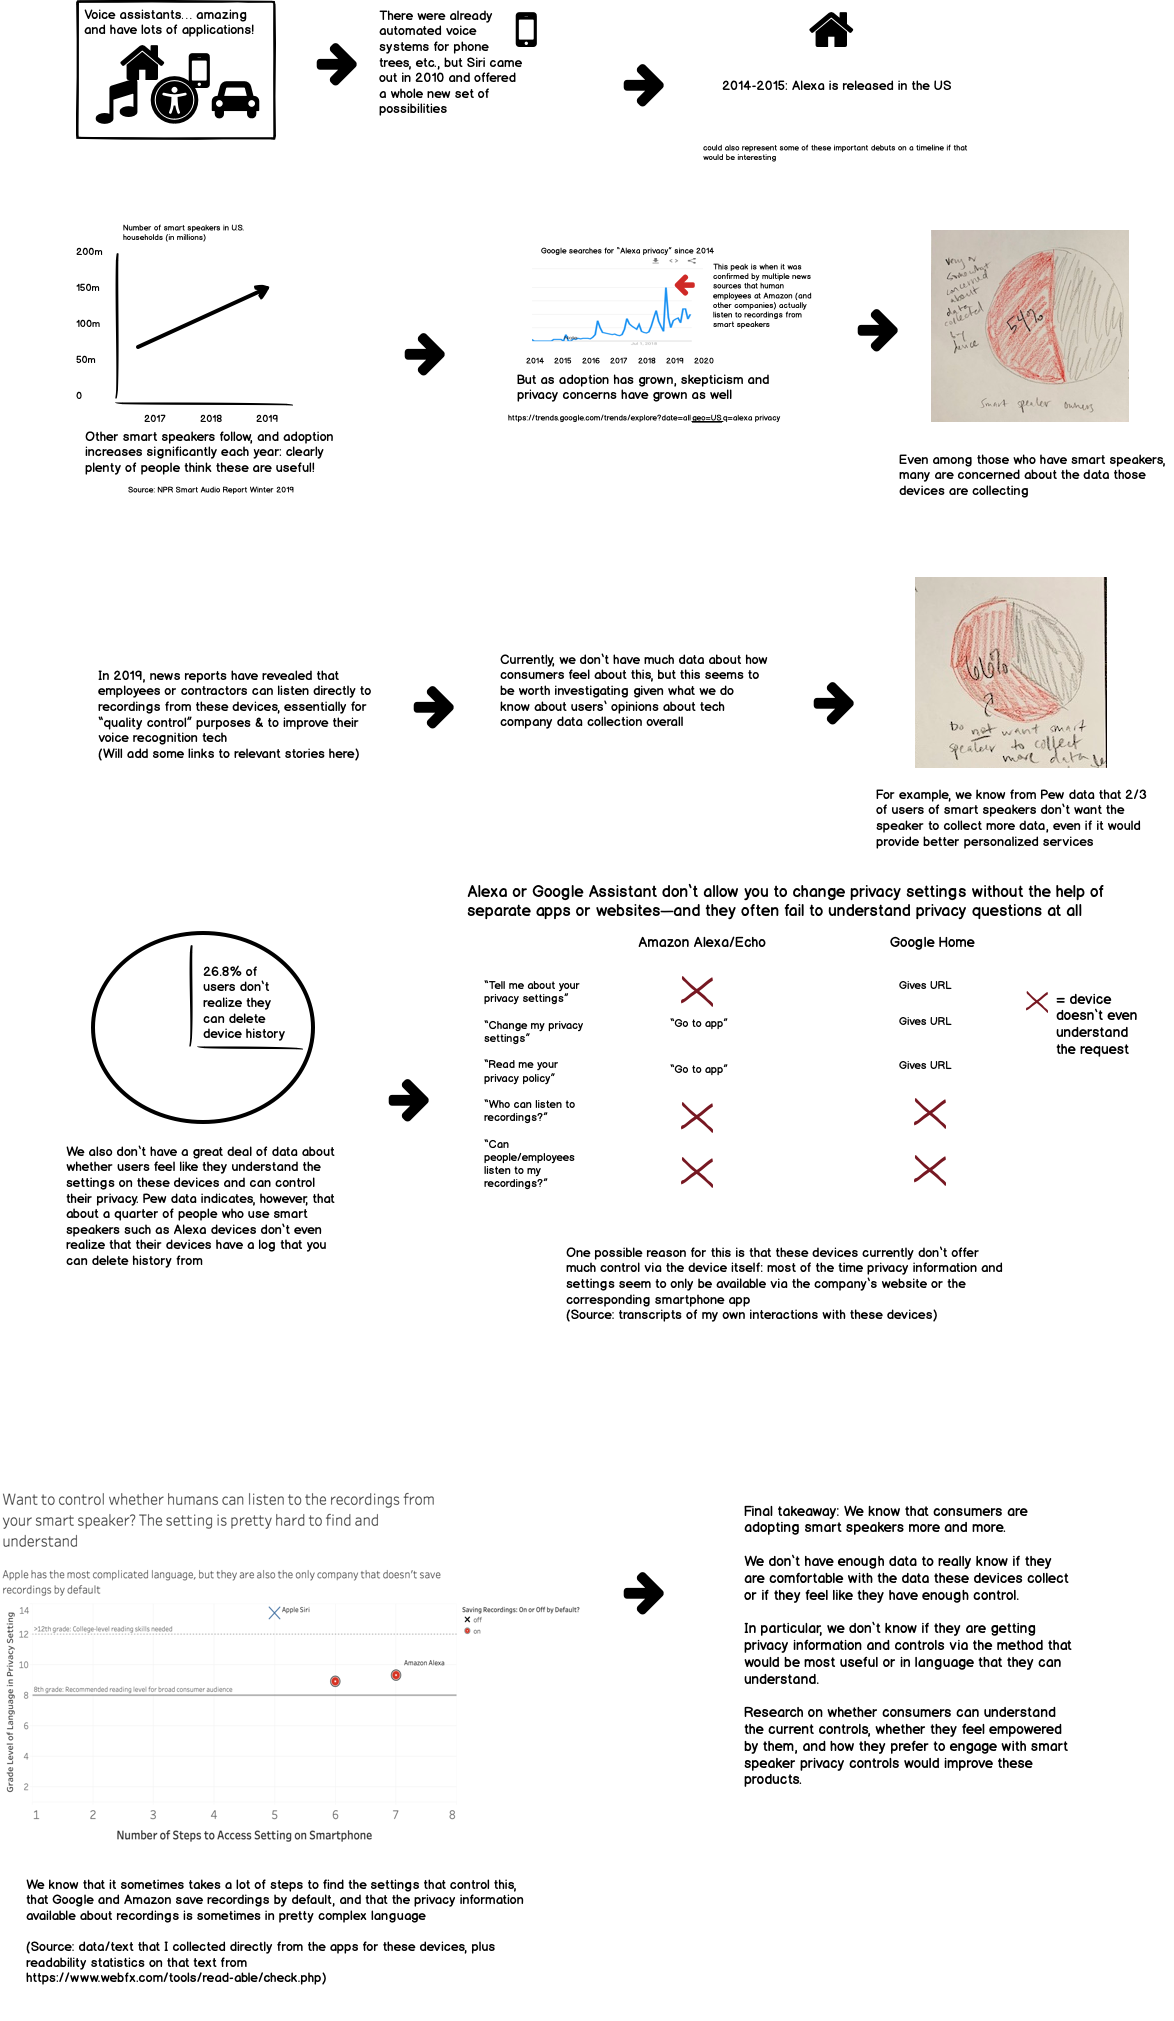 Voice assistants... amazing
and have lots of applications!
There were already
automated voice
systems for phone
trees, etc., but Siri came
out in 2010 and offered
a whole new set of
possibilities
2014-2015: Alexa is released in the US
could also represent some of these important debuts on a timeline if that
would be interesting
Number of smart speakers in U.S.
households (in millions)
200m
150m
100m
50m
0
2017 2018 2019
Other smart speakers follow, and adoption
increases significantly each year: clearly
plenty of people think these are useful!
Source: NPR Smart Audio Report Winter 2019
Google searches for "Alexa privacy" since 2014
This peak is when it was
confirmed by multiple news
sources that human
employees at Amazon (and
other companies) actually
listen to recordings from
smart speakers
2014 2015 2016 2017 2018 2019 2020
But as adoption has grown, skepticism and
privacy concerns have grown as well
https://trends.google.com/trends/explore?date=all geo=US q=alexa privacy
very or
somewhat
concerned
about
data
collected
by
device
54%
smart speaker owners
Even among those who have smart speakers,
many are concerned about the data those
devices are collecting
In 2019, news reports have revealed that
employees or contractors can listen directly to
recordings from these devices, essentially for
"quality control" purposes & to improve their
voice recognition tech
(Will add some links to relevant stories here)
Currently, we don't have much data about how
consumers feel about this, but this seems to
be worth investigating given what we do
know about users' opinions about tech
company data collection overall
66%
Do not want smart
speakers to collect
more data
For example, we know from Pew data that 2/3
of users of smart speakers don't want the
speaker to collect more data, even if it would
provide better personalized services
26.8% of
users don't
realize they
can delete
device history
We also don't have a great deal of data about
whether users feel like they understand the
settings on these devices and can control
their privacy. Pew data indicates, however, that
about a quarter of people who use smart
speakers such as Alexa devices don't even
realize that their devices have a log that you
can delete history from
Alexa or Google Assistant don't allow you to change privacy settings without the help of
separate apps or websites—and they often fail to understand privacy questions at all
Amazon Alexa/Echo Google Home
"Tell me about your
privacy settings"
Gives URL
"Change my privacy
settings"
"Go to app" Gives URL
"Read me your
privacy policy"
"Go to app" Gives URL
"Who can listen to
recordings?"
"Can
people/employees
listen to my
recordings?"
= device
doesn't even
understand
the request
One possible reason for this is that these devices currently don't offer
much control via the device itself: most of the time privacy information and
settings seem to only be available via the company's website or the
corresponding smartphone app
(Source: transcripts of my own interactions with these devices)
Want to control whether humans can listen to the recordings from
your smart speaker? The setting is pretty hard to find and
understand
Apple has the most complicated language, but they are also the only company that doesn't save
recordings by default
Grade Level of Language in Privacy Setting
14
12
10
8
6
4
2
Apple Siri
>12th grade: College-level reading skills needed
Amazon Alexa
8th grade: Recommended reading level for broad consumer audience
Saving Recordings: On or Off by Default?
off
on
1 2 3 4 5 6 7 8
Number of Steps to Access Setting on Smartphone
We know that it sometimes takes a lot of steps to find the settings that control this,
that Google and Amazon save recordings by default, and that the privacy information
available about recordings is sometimes in pretty complex language
(Source: data/text that I collected directly from the apps for these devices, plus
readability statistics on that text from
https://www.webfx.com/tools/read-able/check.php)
Final takeaway: We know that consumers are
adopting smart speakers more and more.
We don't have enough data to really know if they
are comfortable with the data these devices collect
or if they feel like they have enough control.
In particular, we don't know if they are getting
privacy information and controls via the method that
would be most useful or in language that they can
understand.
Research on whether consumers can understand
the current controls, whether they feel empowered
by them, and how they prefer to engage with smart
speaker privacy controls would improve these
products.